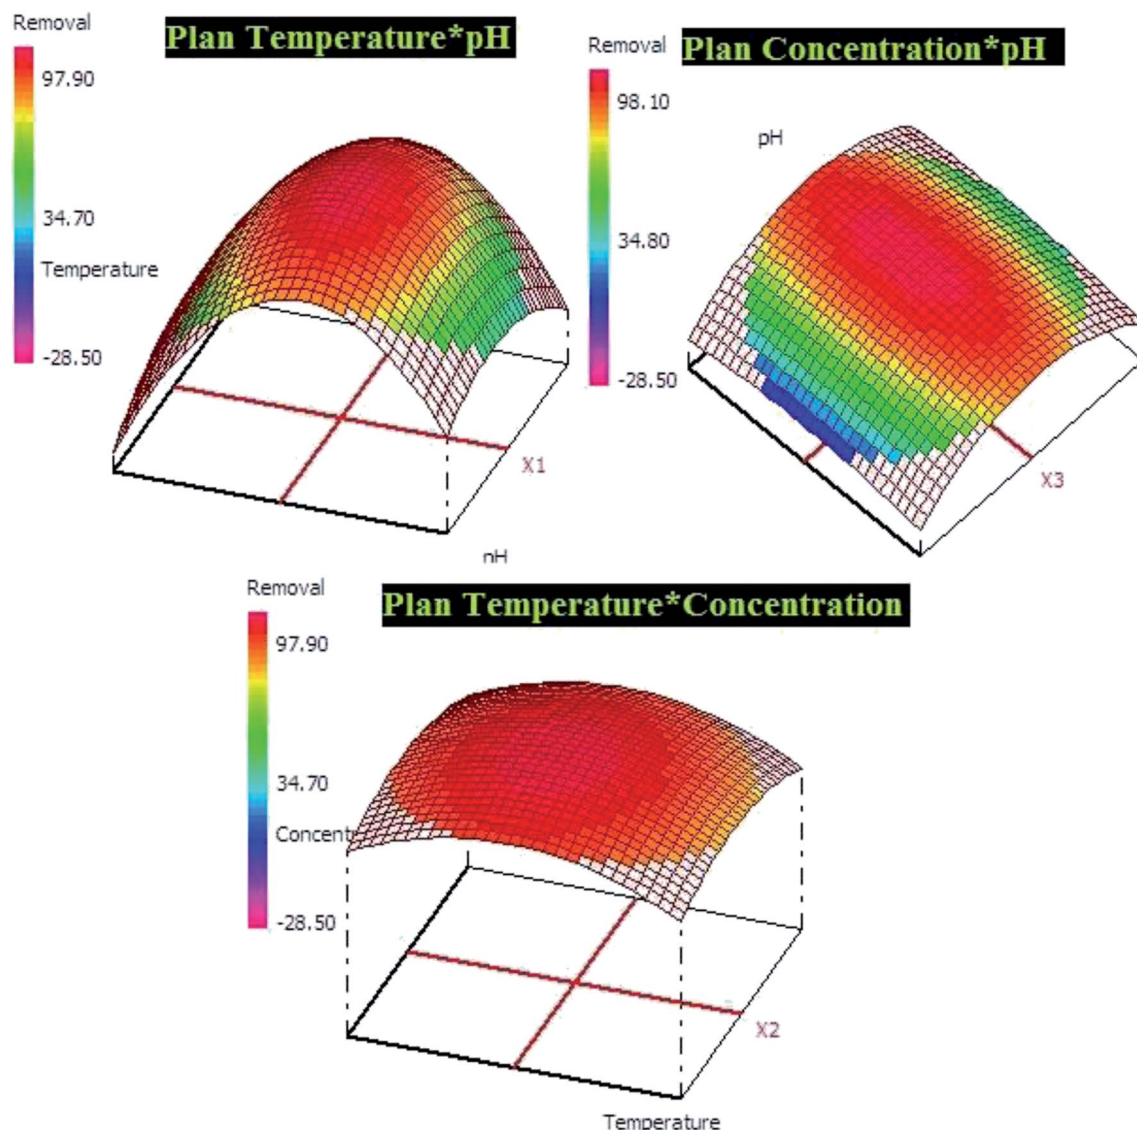 Removal
Plan Temperature*pH
97.90
34.70
Temperature
-28.50
X1
nH
Removal
Plan Concentration*pH
98.10
pH
34.80
-28.50
X3
Removal
Plan Temperature*Concentration
97.90
34.70
Concent
-28.50
X2
Temperature